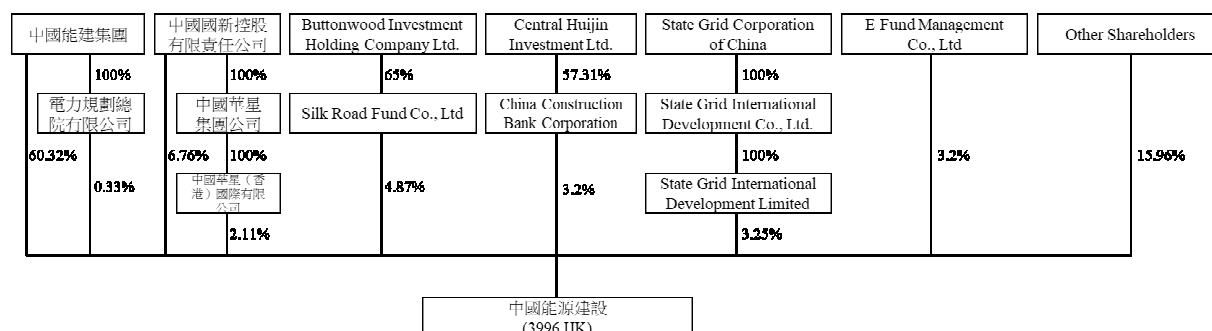 中國能建集團
中國國新控股
有限責任公司
Buttonwood Investment
Holding Company Ltd.
Central Huijin
Investment Ltd.
State Grid Corporation
of China
E Fund Management
Co., Ltd
Other Shareholders
100%
100%
65%
57.31%
100%
電力規劃總
院有限公司
中國華星
集團公司
Silk Road Fund Co., Ltd
China Construction
Bank Corporation
State Grid International
Development Co., Ltd.
60.32%
6.76%
100%
100%
3.2%
15.96%
0.33%
中國華星（香
港）國際有限
公司
4.87%
3.2%
State Grid International
Development Limited
2.11%
3.25%
中國能源建設
(3996 UK)